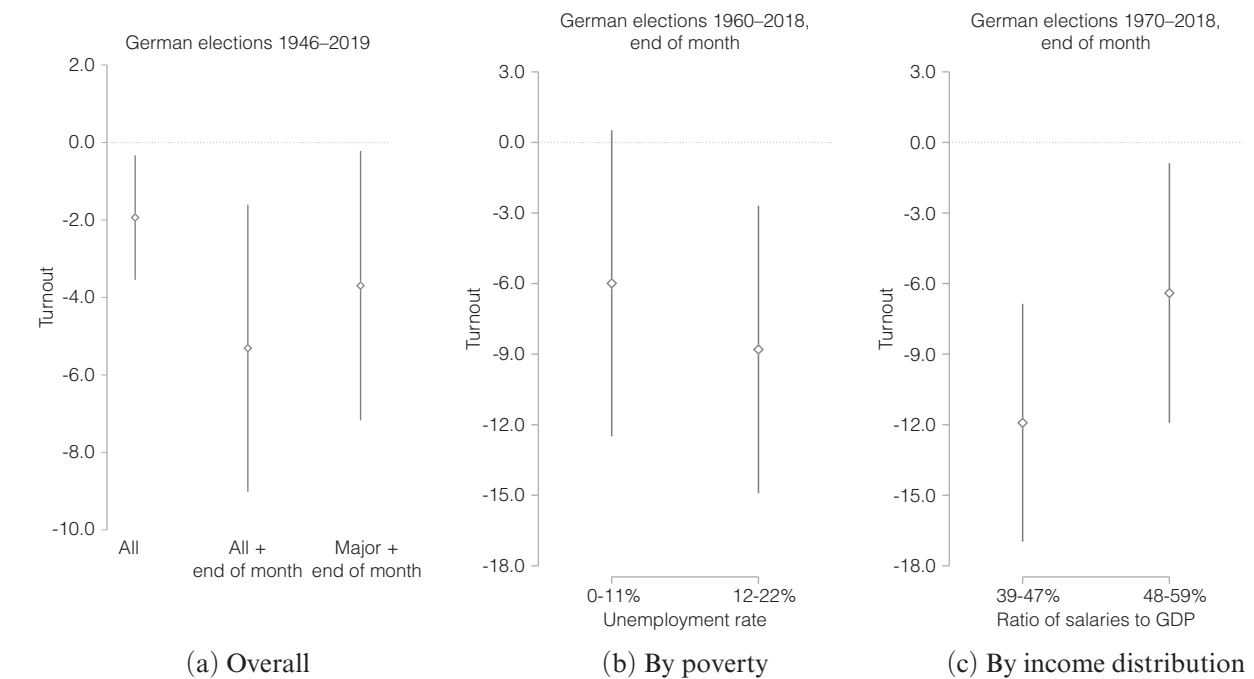 German elections 1946–2019
2.0
0.0
-2.0
-4.0
-6.0
-8.0
-10.0
Turnout
All
All +
end of month
Major +
end of month
(a) Overall
German elections 1960–2018,
end of month
3.0
0.0
-3.0
-6.0
-9.0
-12.0
-15.0
-18.0
Turnout
0-11%
12-22%
Unemployment rate
(b) By poverty
German elections 1970–2018,
end of month
3.0
0.0
-3.0
-6.0
-9.0
-12.0
-15.0
-18.0
Turnout
39-47%
48-59%
Ratio of salaries to GDP
(c) By income distribution